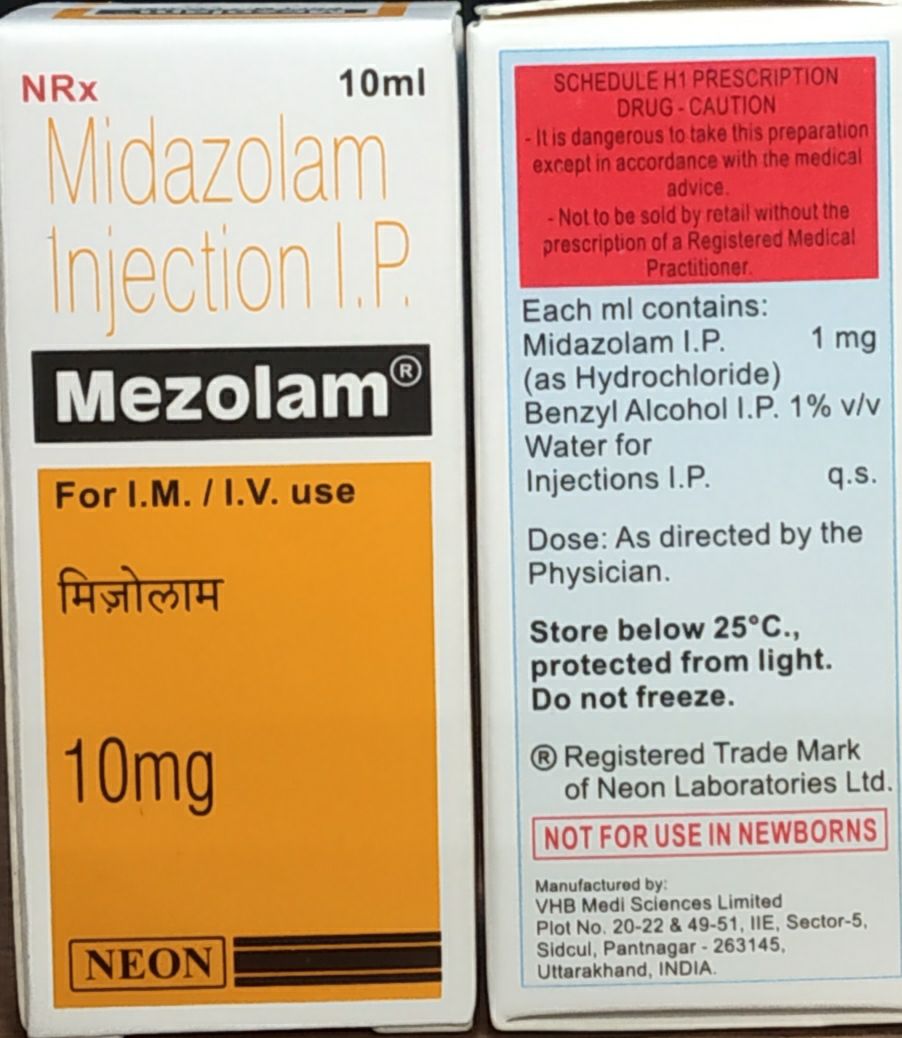 NRx
10ml
Midazolam
Injection I.P.
Mezolam®
For I.M. / I.V. use
मिज़ोलाम
10mg
NEON
SCHEDULE H1 PRESCRIPTION
DRUG - CAUTION
- It is dangerous to take this preparation
except in accordance with the medical
advice.
- Not to be sold by retail without the
prescription of a Registered Medical
Practitioner.
Each ml contains:
Midazolam I.P. 1 mg
(as Hydrochloride)
Benzyl Alcohol I.P. 1% v/v
Water for
Injections I.P. q.s.
Dose: As directed by the
Physician.
Store below 25°C.,
protected from light.
Do not freeze.
® Registered Trade Mark
of Neon Laboratories Ltd.
NOT FOR USE IN NEWBORNS
Manufactured by:
VHB Medi Sciences Limited
Plot No. 20-22 & 49-51, IIE, Sector-5,
Sidcul, Pantnagar - 263145,
Uttarakhand, INDIA.